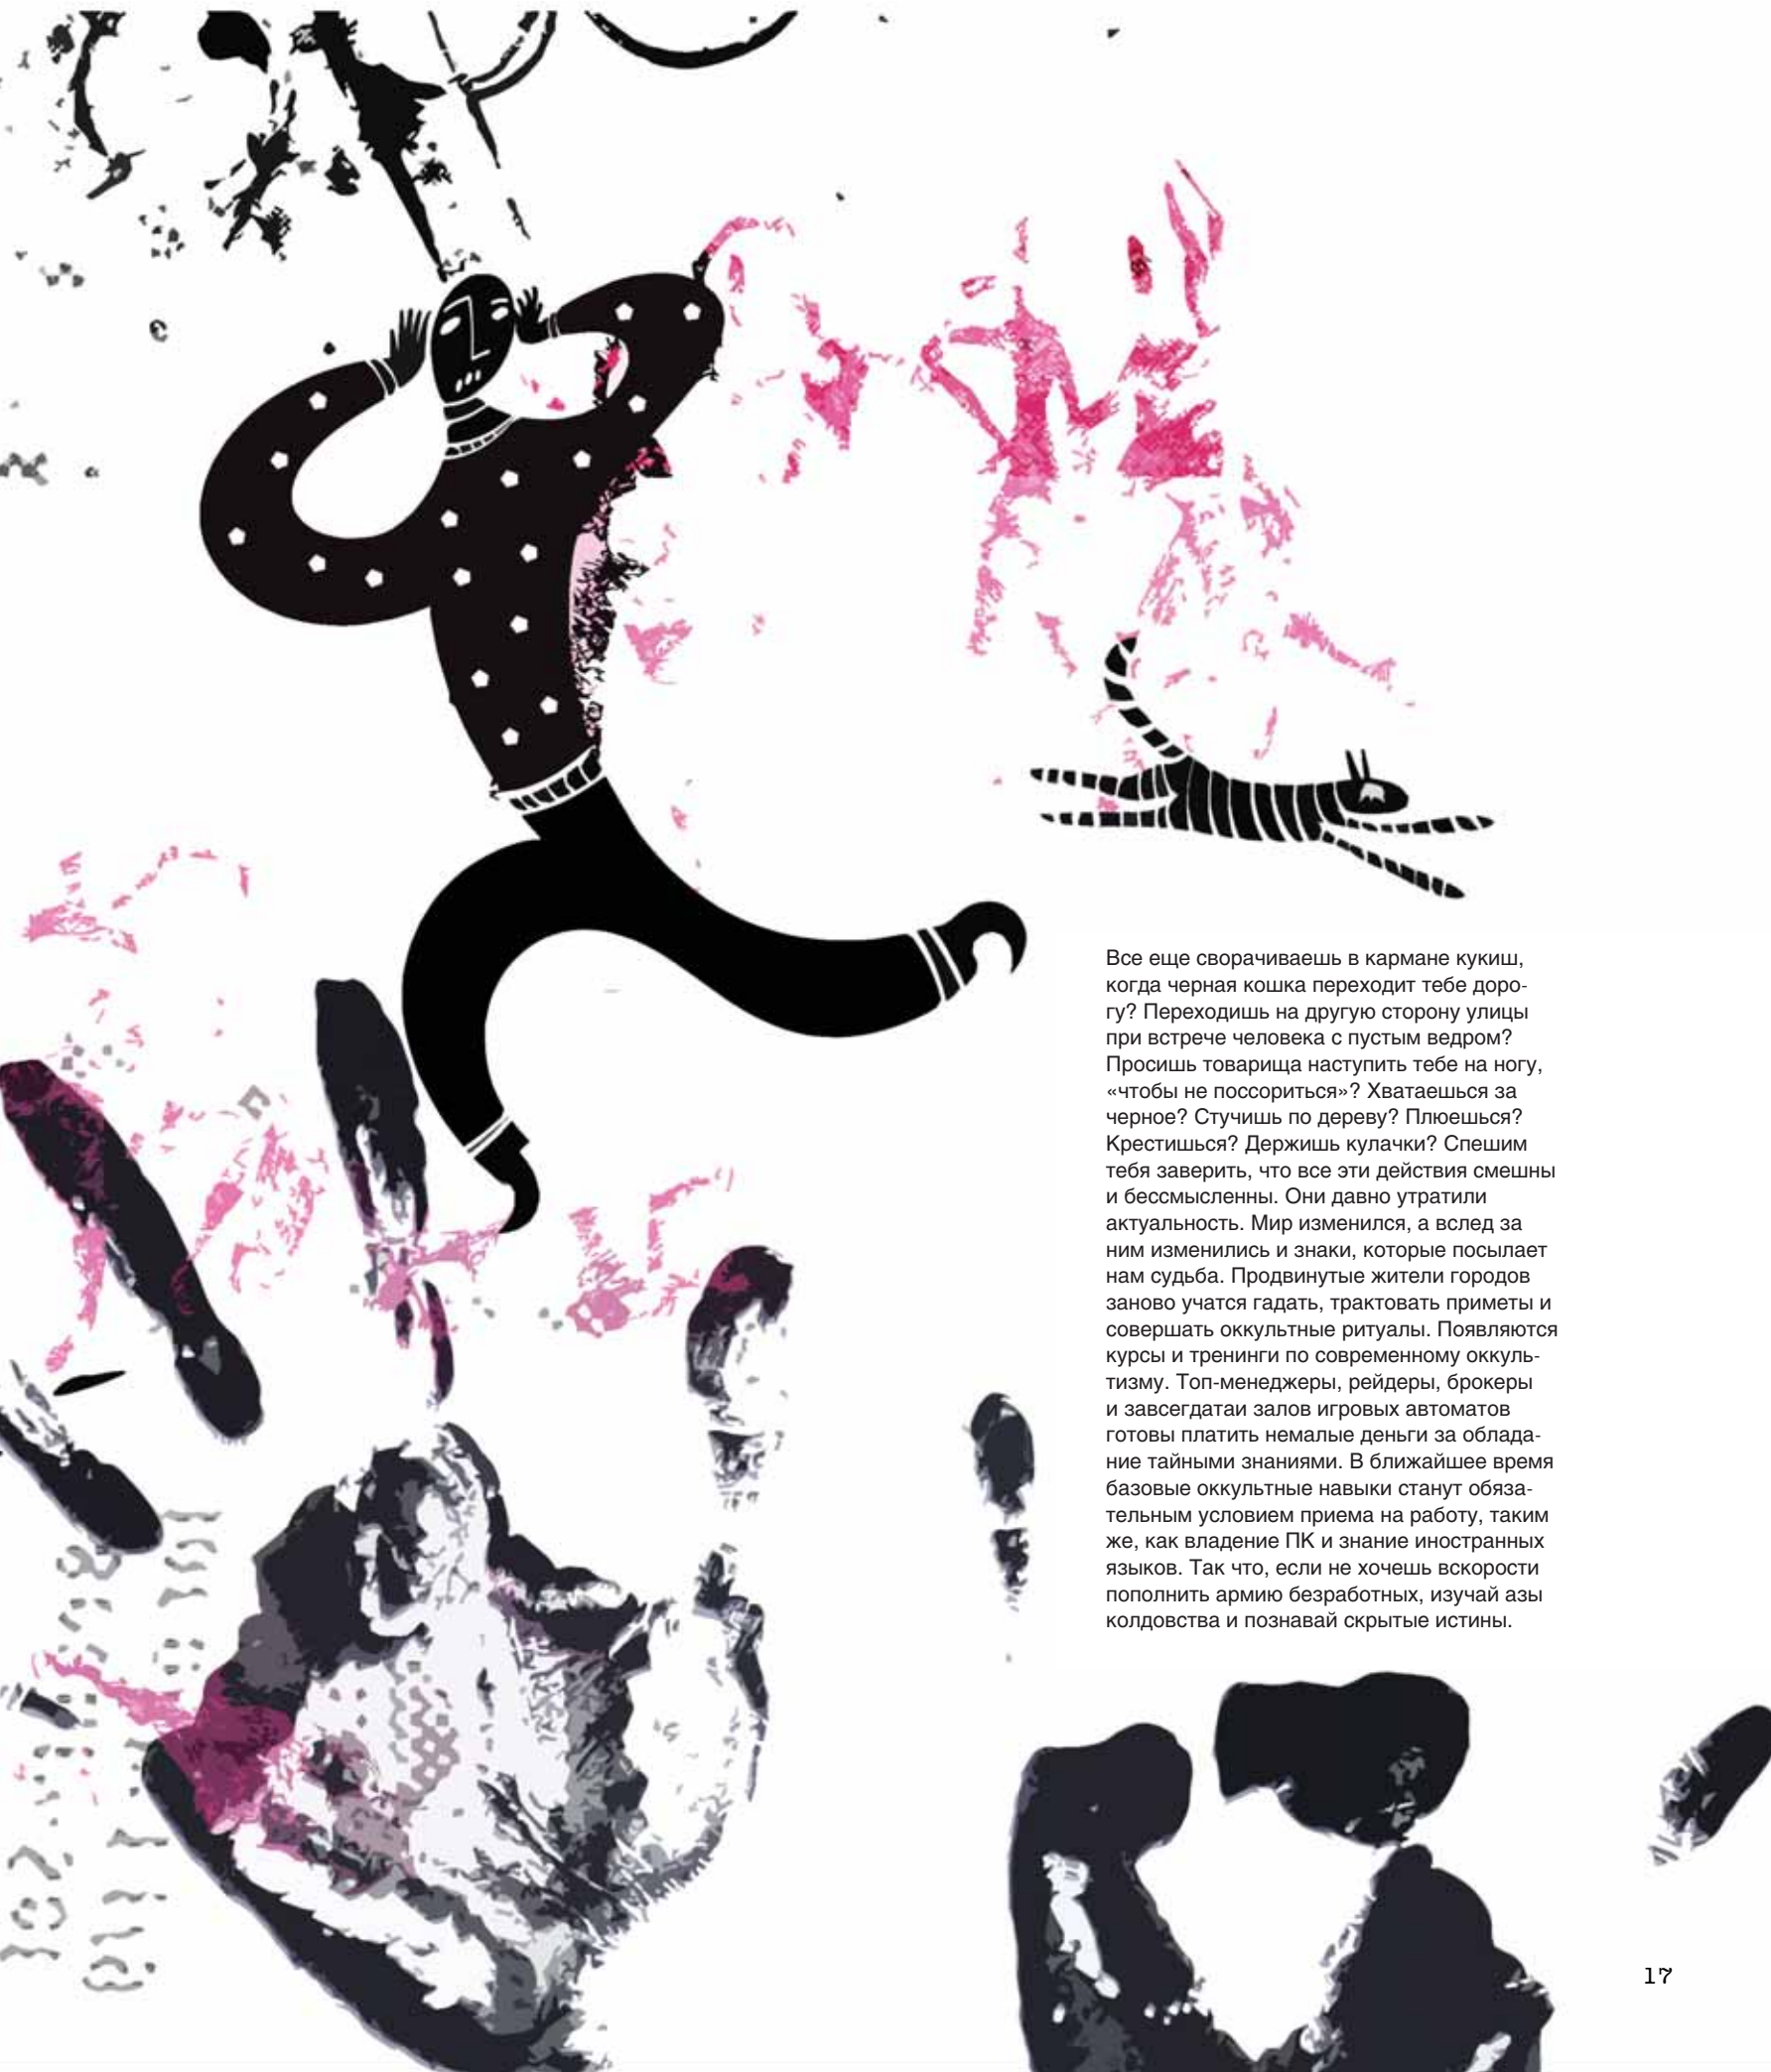 Все еще сворачиваешь в кармане кукиш,
когда черная кошка переходит тебе доро-
гу? Переходишь на другую сторону улицы
при встрече человека с пустым ведром?
Просишь товарища наступить тебе на ногу,
«чтобы не поссориться»? Хватаешься за
черное? Стучишь по дереву? Плюешься?
Крестишься? Держишь кулачки? Спешим
тебя заверить, что все эти действия смешны
и бессмысленны. Они давно утратили
актуальность. Мир изменился, а вслед за
ним изменились и знаки, которые посылает
нам судьба. Продвинутые жители городов
заново учатся гадать, трактовать приметы и
совершать оккультные ритуалы. Появляются
курсы и тренинги по современному оккуль-
тизму. Топ-менеджеры, рейдеры, брокеры
и завсегдатаи залов игровых автоматов
готовы платить немалые деньги за облада-
ние тайными знаниями. В ближайшее время
базовые оккультные навыки станут обяза-
тельным условием приема на работу, таким
же, как владение ПК и знание иностранных
языков. Так что, если не хочешь вскорости
пополнить армию безработных, изучай азы
колдовства и познавай скрытые истины.
17